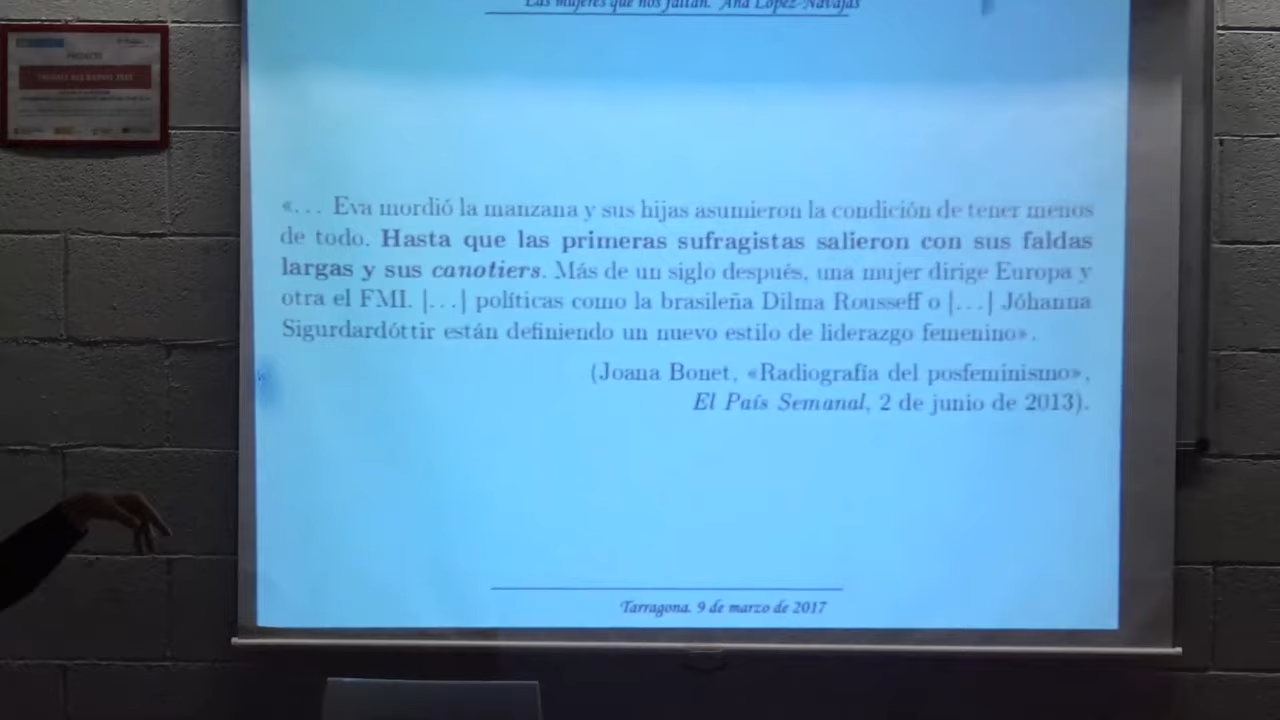 Las mujeres que nos faltan. Ana López-Navajas
PROYECTO
«... Eva mordió la manzana y sus hijas asumieron la condición de tener menos
de todo. Hasta que las primeras sufragistas salieron con sus faldas
largas y sus canotiers. Más de un siglo después, una mujer dirige Europa y
otra el FMI. [...] políticas como la brasileña Dilma Rousseff o [...] Jóhanna
Sigurdardóttir están definiendo un nuevo estilo de liderazgo femenino».
(Joana Bonet, «Radiografía del posfeminismo»,
El País Semanal, 2 de junio de 2013).
Tarragona. 9 de marzo de 2017